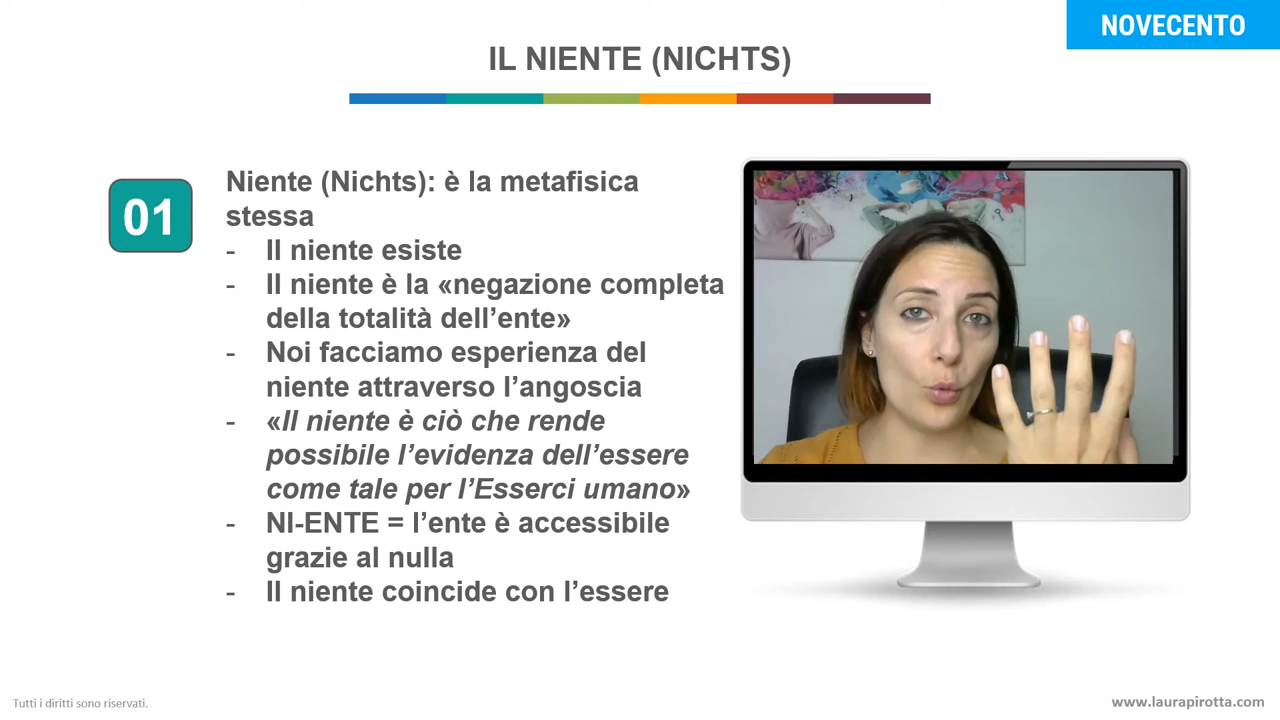 NOVECENTO
IL NIENTE (NICHTS)
01
Niente (Nichts): è la metafisica
stessa
- Il niente esiste
- Il niente è la «negazione completa
della totalità dell’ente»
- Noi facciamo esperienza del
niente attraverso l’angoscia
- «Il niente è ciò che rende
possibile l’evidenza dell’essere
come tale per l’Esserci umano»
- NI-ENTE = l’ente è accessibile
grazie al nulla
- Il niente coincide con l’essere
Tutti i diritti sono riservati.
www.laurapirotta.com